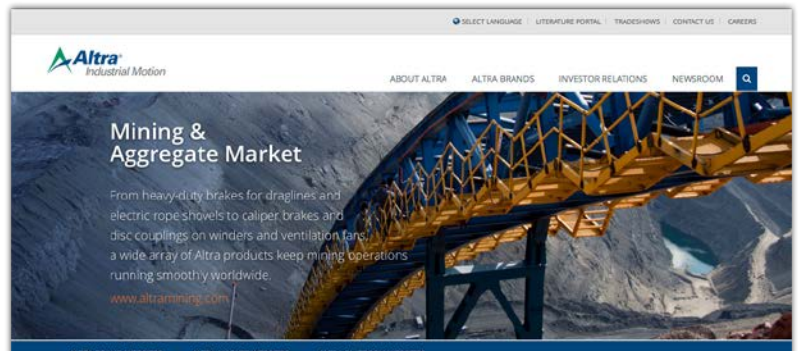 SELECT LANGUAGE | LITERATURE PORTAL | TRADESHOWS | CONTACT US | CAREERS
Altra
Industrial Motion
ABOUT ALTRA   ALTRA BRANDS   INVESTOR RELATIONS   NEWSROOM
Mining &
Aggregate Market
From heavy-duty brakes for draglines and
electric rope shovels to caliper brakes and
disc couplings on winders and ventilation fans,
a wide array of Altra products keep mining operations
running smoothly worldwide.
www.altramining.com